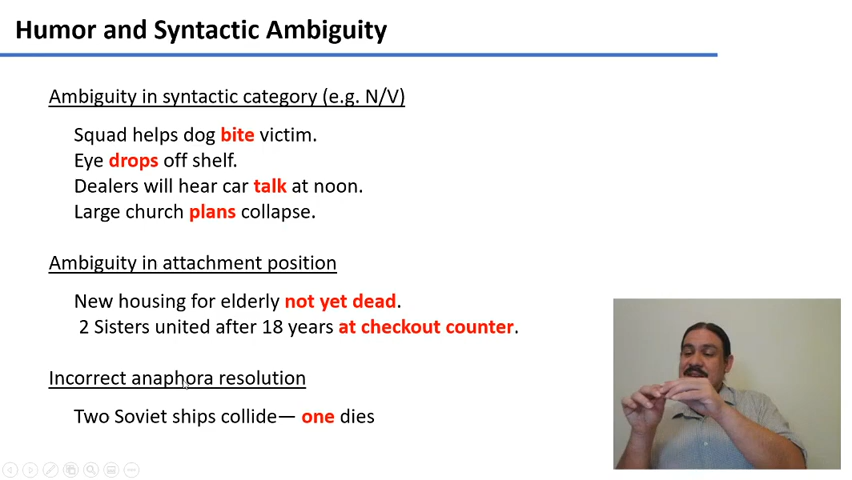 Humor and Syntactic Ambiguity
Ambiguity in syntactic category (e.g. N/V)
Squad helps dog bite victim.
Eye drops off shelf.
Dealers will hear car talk at noon.
Large church plans collapse.
Ambiguity in attachment position
New housing for elderly not yet dead.
2 Sisters united after 18 years at checkout counter.
Incorrect anaphora resolution
Two Soviet ships collide— one dies